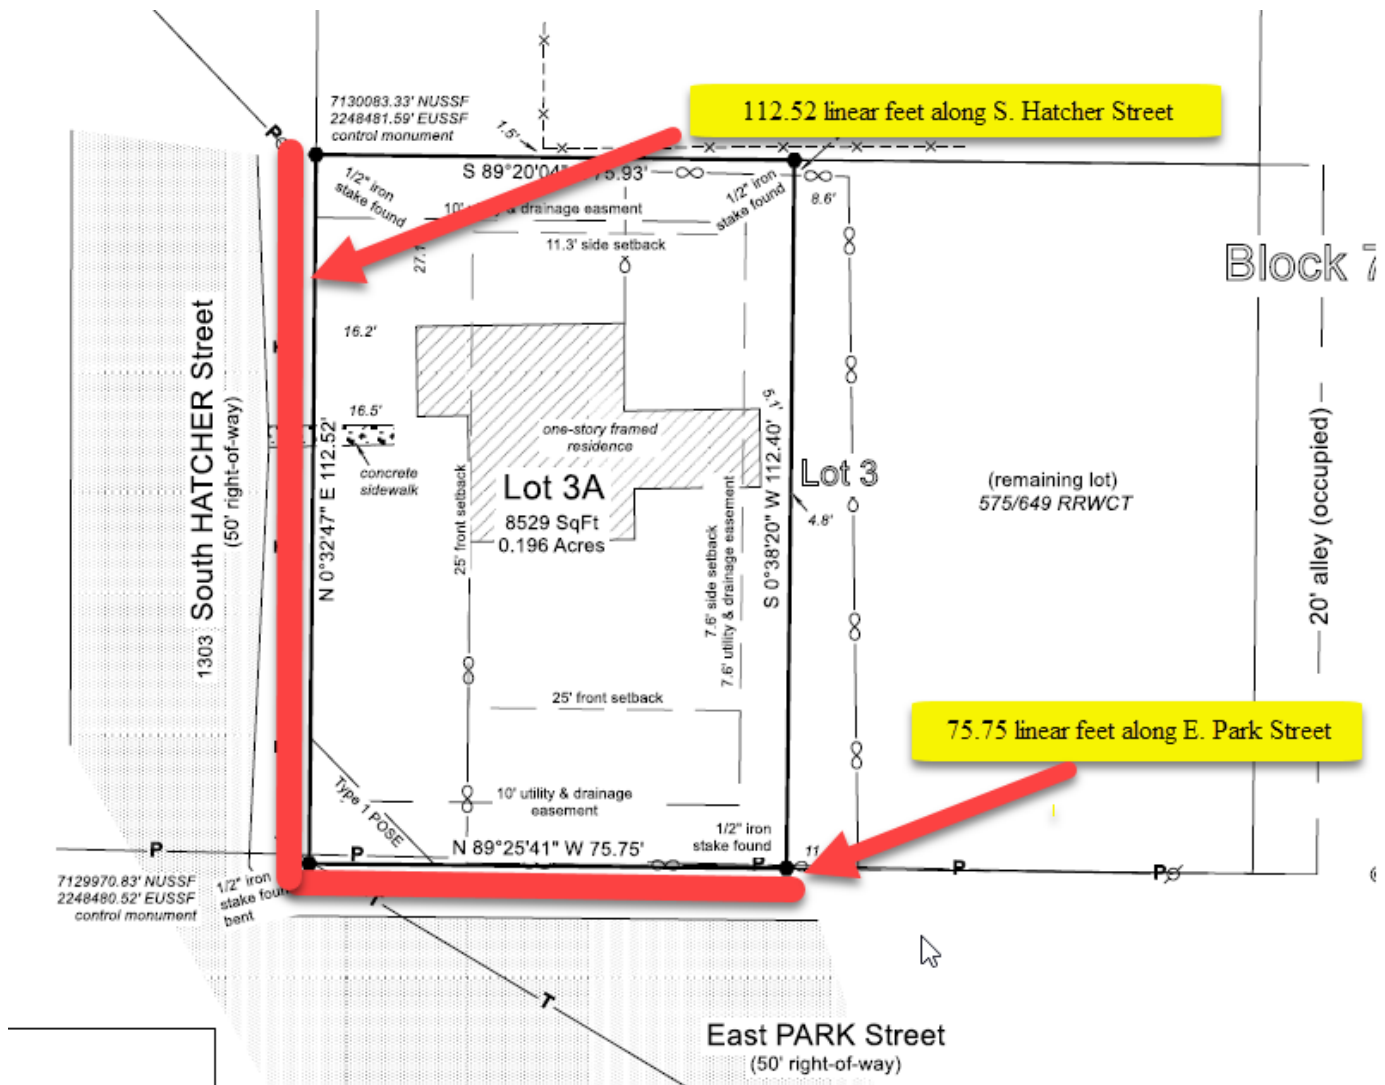 7130083.33' NUSSF
2248481.59' EUSSF
control monument
1.5'
112.52 linear feet along S. Hatcher Street
P
S 89°20'04" 75.93'
1/2" iron
stake found
1/2" iron
stake found
8.6'
10' utility & drainage easment
11.3' side setback
27.1
Block 7
16.2'
16.5'
concrete
sidewalk
one-story framed
residence
Lot 3A
8529 SqFt
0.196 Acres
Lot 3
4.8'
(remaining lot)
575/649 RRWCT
1303 South HATCHER Street
(50' right-of-way)
N 0°32'47" E 112.52'
25' front setback
S 0°38'20" W 112.40'
7.6' side setback
7.6' utility & drainage easement
20' alley (occupied)
25' front setback
75.75 linear feet along E. Park Street
Type 1 POSE
10' utility & drainage
easement
1/2" iron
stake found
N 89°25'41" W 75.75'
11
P
P
P
P
P
7129970.83' NUSSF
2248480.52' EUSSF
control monument
1/2" iron
stake foun
bent
T
T
East PARK Street
(50' right-of-way)